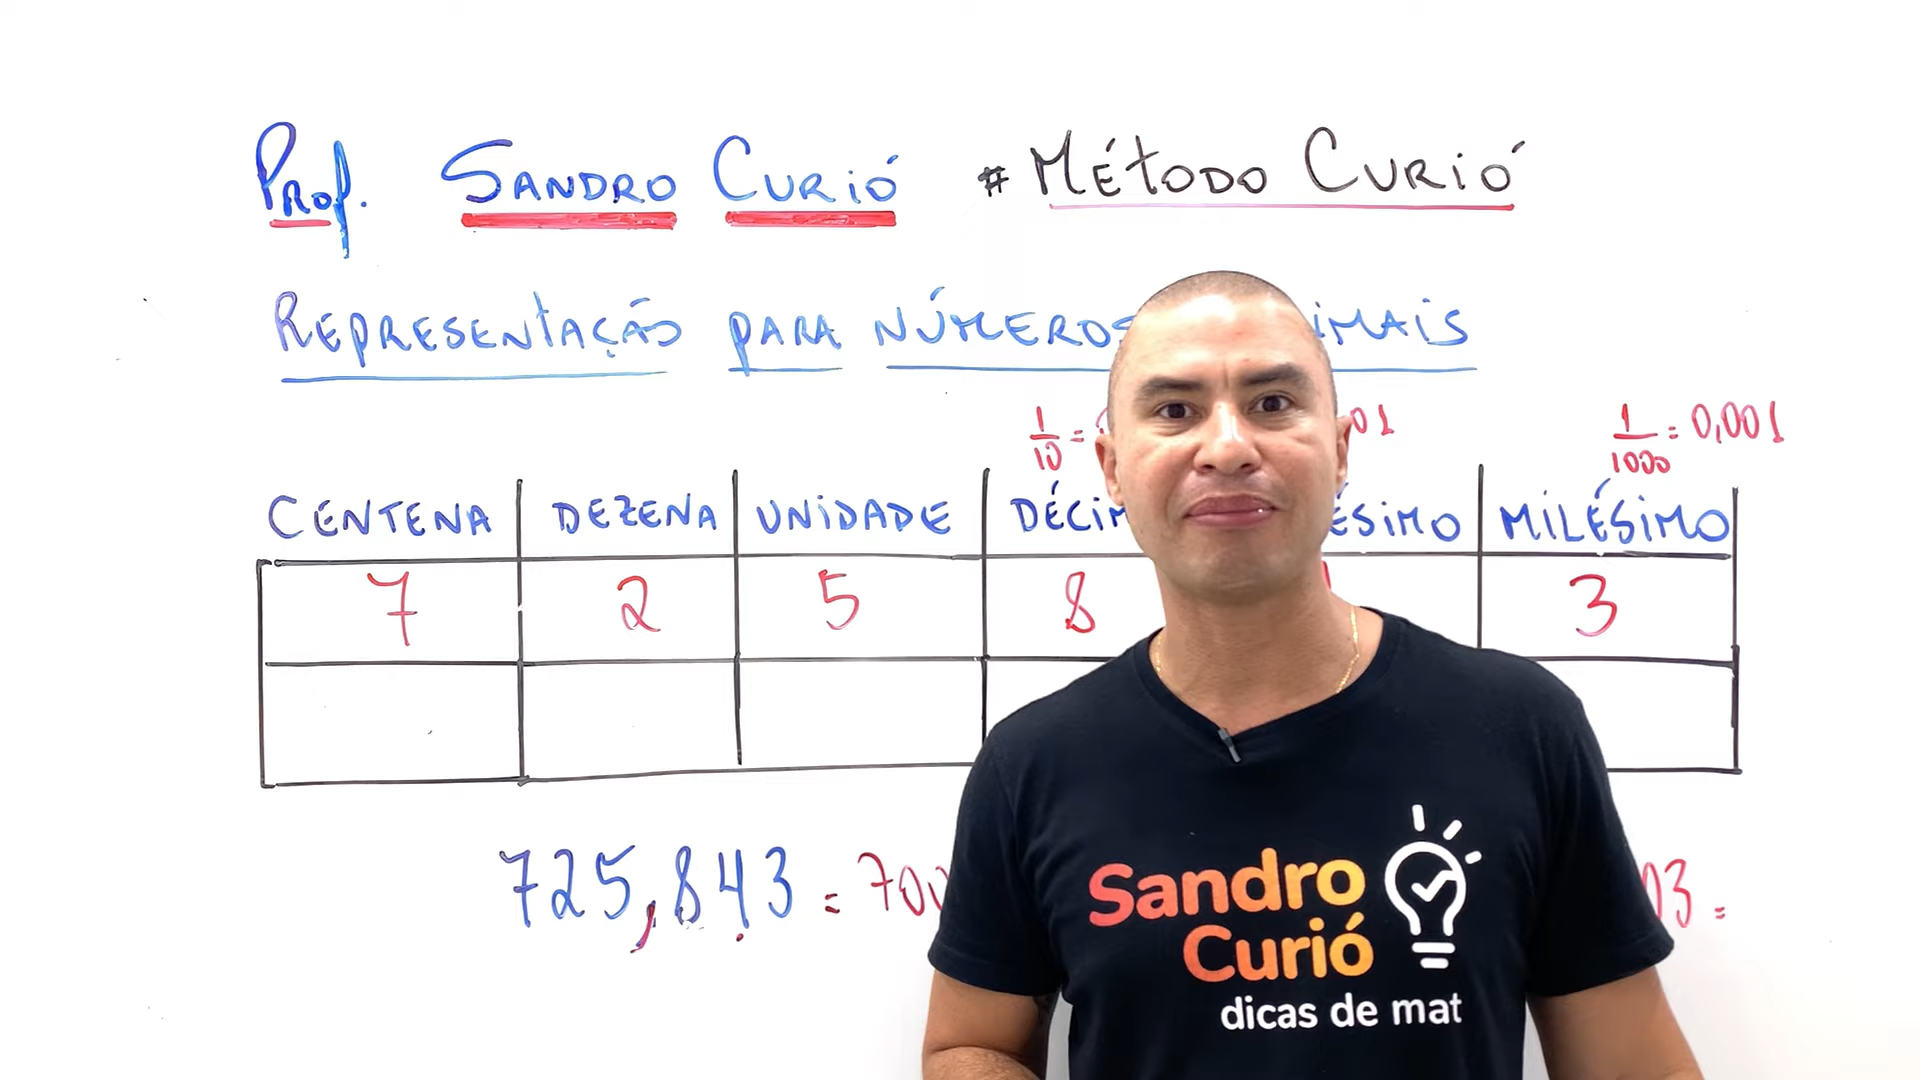 Prof. SANDRO CURIÓ # MÉTODO CURIÓ
REPRESENTAÇÃO PARA NÚMEROS
1/10 = 1/1000 = 0,001
CENTENA DEZENA UNIDADE MILÉSIMO
7 2 5 8 3
725,843 = =
Sandro
Curió
dicas de mat